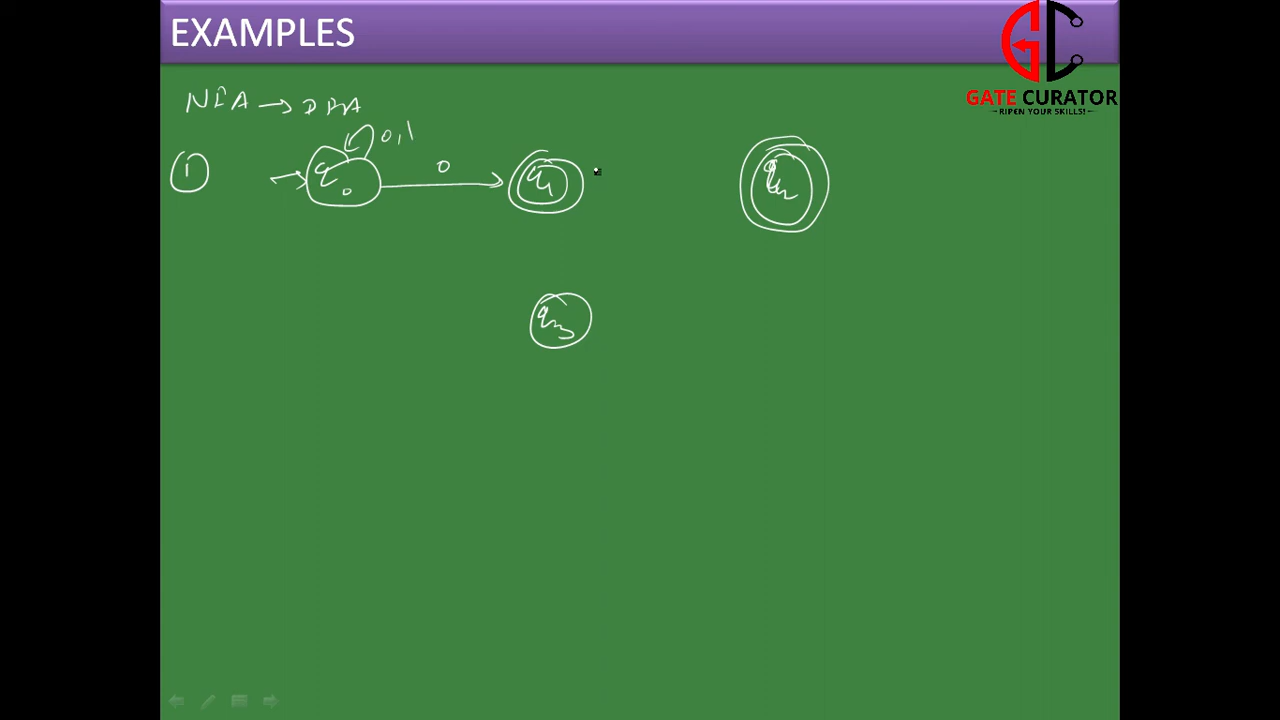 EXAMPLES
GATE CURATOR
-: RIPEN YOUR SKILLS! :-
NFA → DFA
0,1
1 q0 0 q1 q2
q3